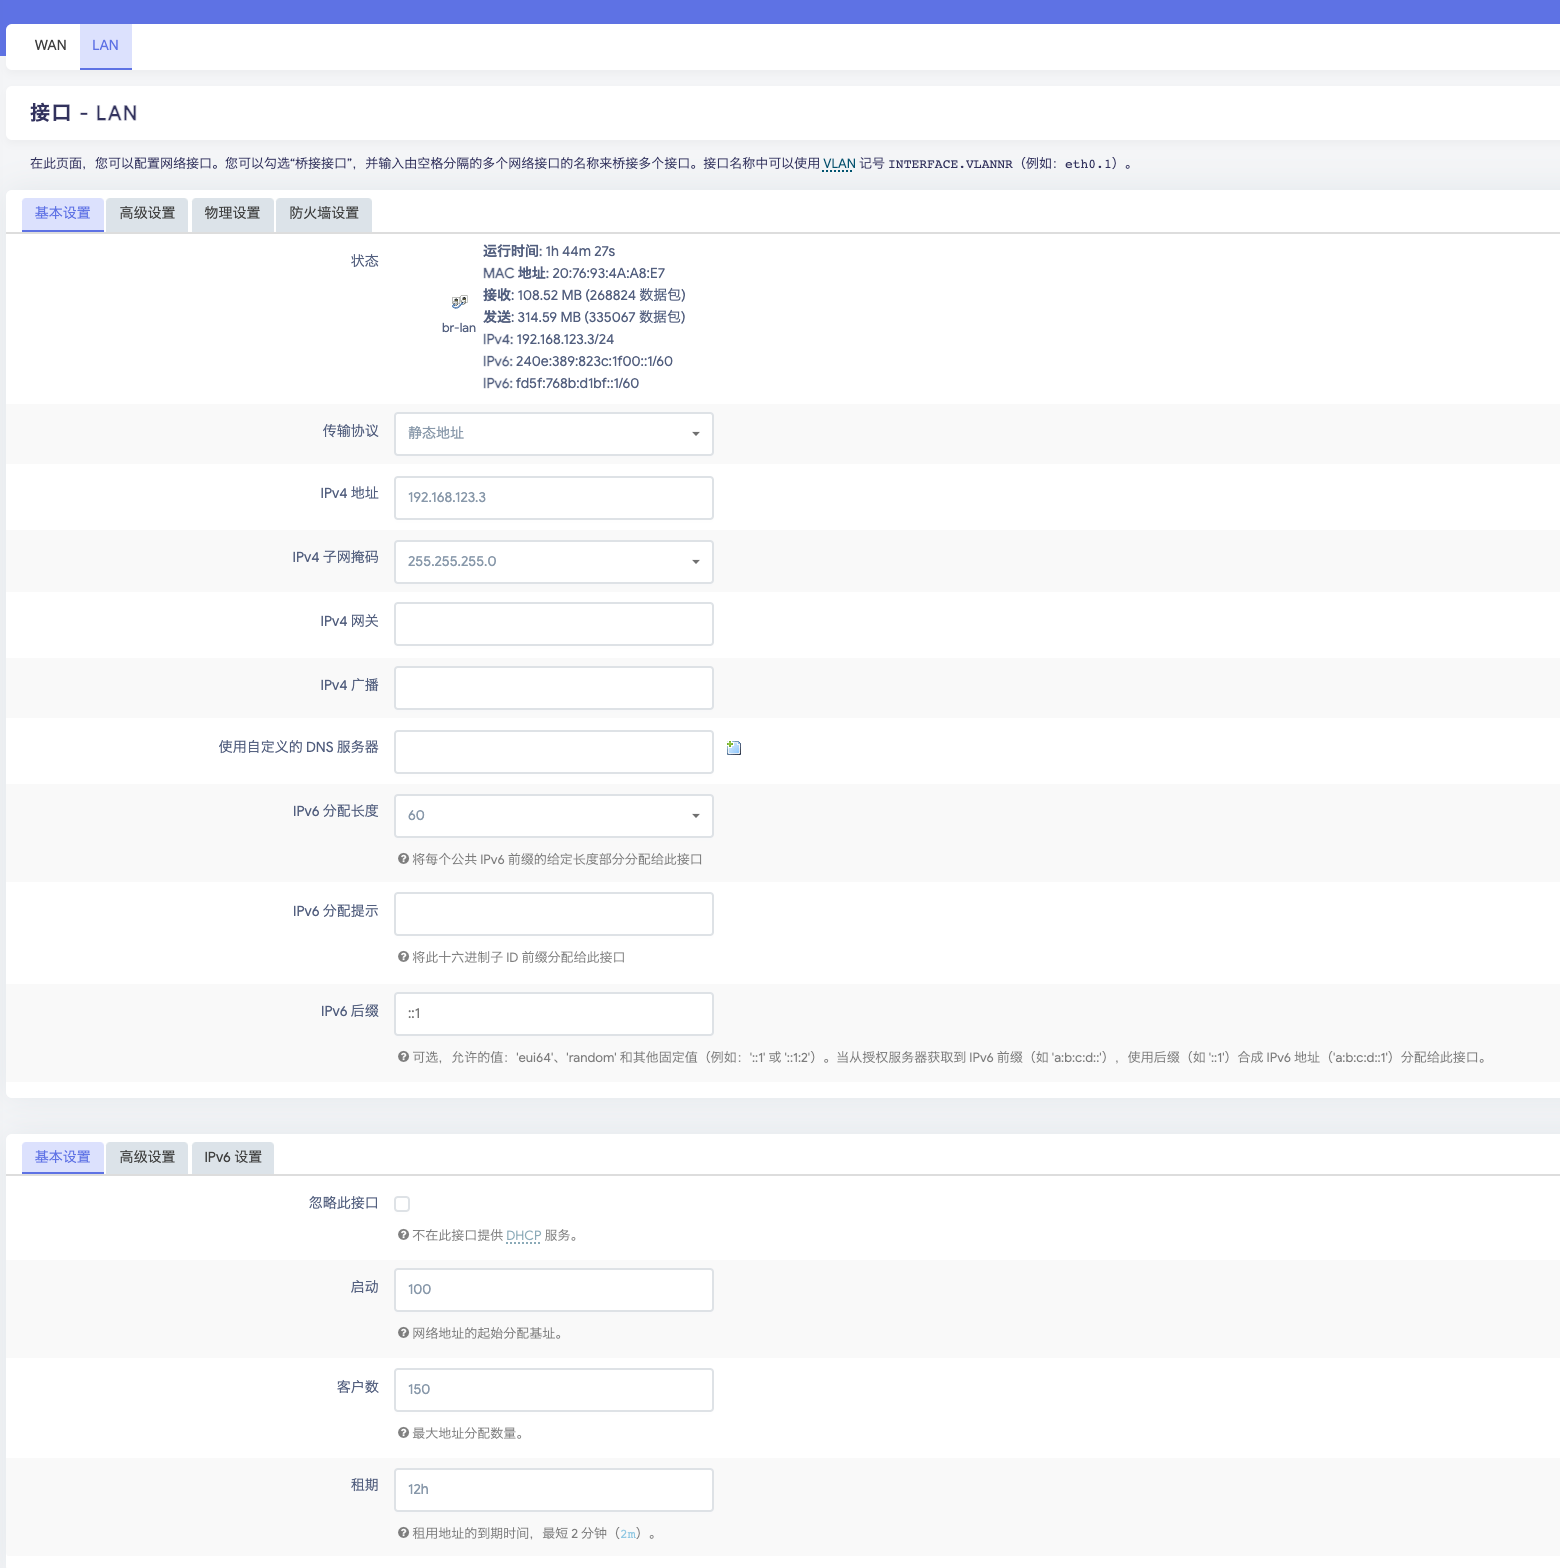 WAN LAN
接口 - LAN
在此页面，您可以配置网络接口。您可以勾选“桥接接口”，并输入由空格分隔的多个网络接口的名称来桥接多个接口。接口名称中可以使用 VLAN 记号 INTERFACE.VLANNR（例如：eth0.1）。
基本设置 高级设置 物理设置 防火墙设置
状态
br-lan
运行时间: 1h 44m 27s
MAC 地址: 20:76:93:4A:A8:E7
接收: 108.52 MB (268824 数据包)
发送: 314.59 MB (335067 数据包)
IPv4: 192.168.123.3/24
IPv6: 240e:389:823c:1f00::1/60
IPv6: fd5f:768b:d1bf::1/60
传输协议 静态地址
IPv4 地址 192.168.123.3
IPv4 子网掩码 255.255.255.0
IPv4 网关
IPv4 广播
使用自定义的 DNS 服务器
IPv6 分配长度 60
将每个公共 IPv6 前缀的给定长度部分分配给此接口
IPv6 分配提示
将此十六进制子 ID 前缀分配给此接口
IPv6 后缀 ::1
可选，允许的值：'eui64'、'random' 和其他固定值（例如：'::1' 或 '::1:2'）。当从授权服务器获取到 IPv6 前缀（如 'a:b:c:d::'），使用后缀（如 '::1'）合成 IPv6 地址（'a:b:c:d::1'）分配给此接口。
基本设置 高级设置 IPv6 设置
忽略此接口
不在此接口提供 DHCP 服务。
启动 100
网络地址的起始分配基址。
客户数 150
最大地址分配数量。
租期 12h
租用地址的到期时间，最短 2 分钟（2m）。